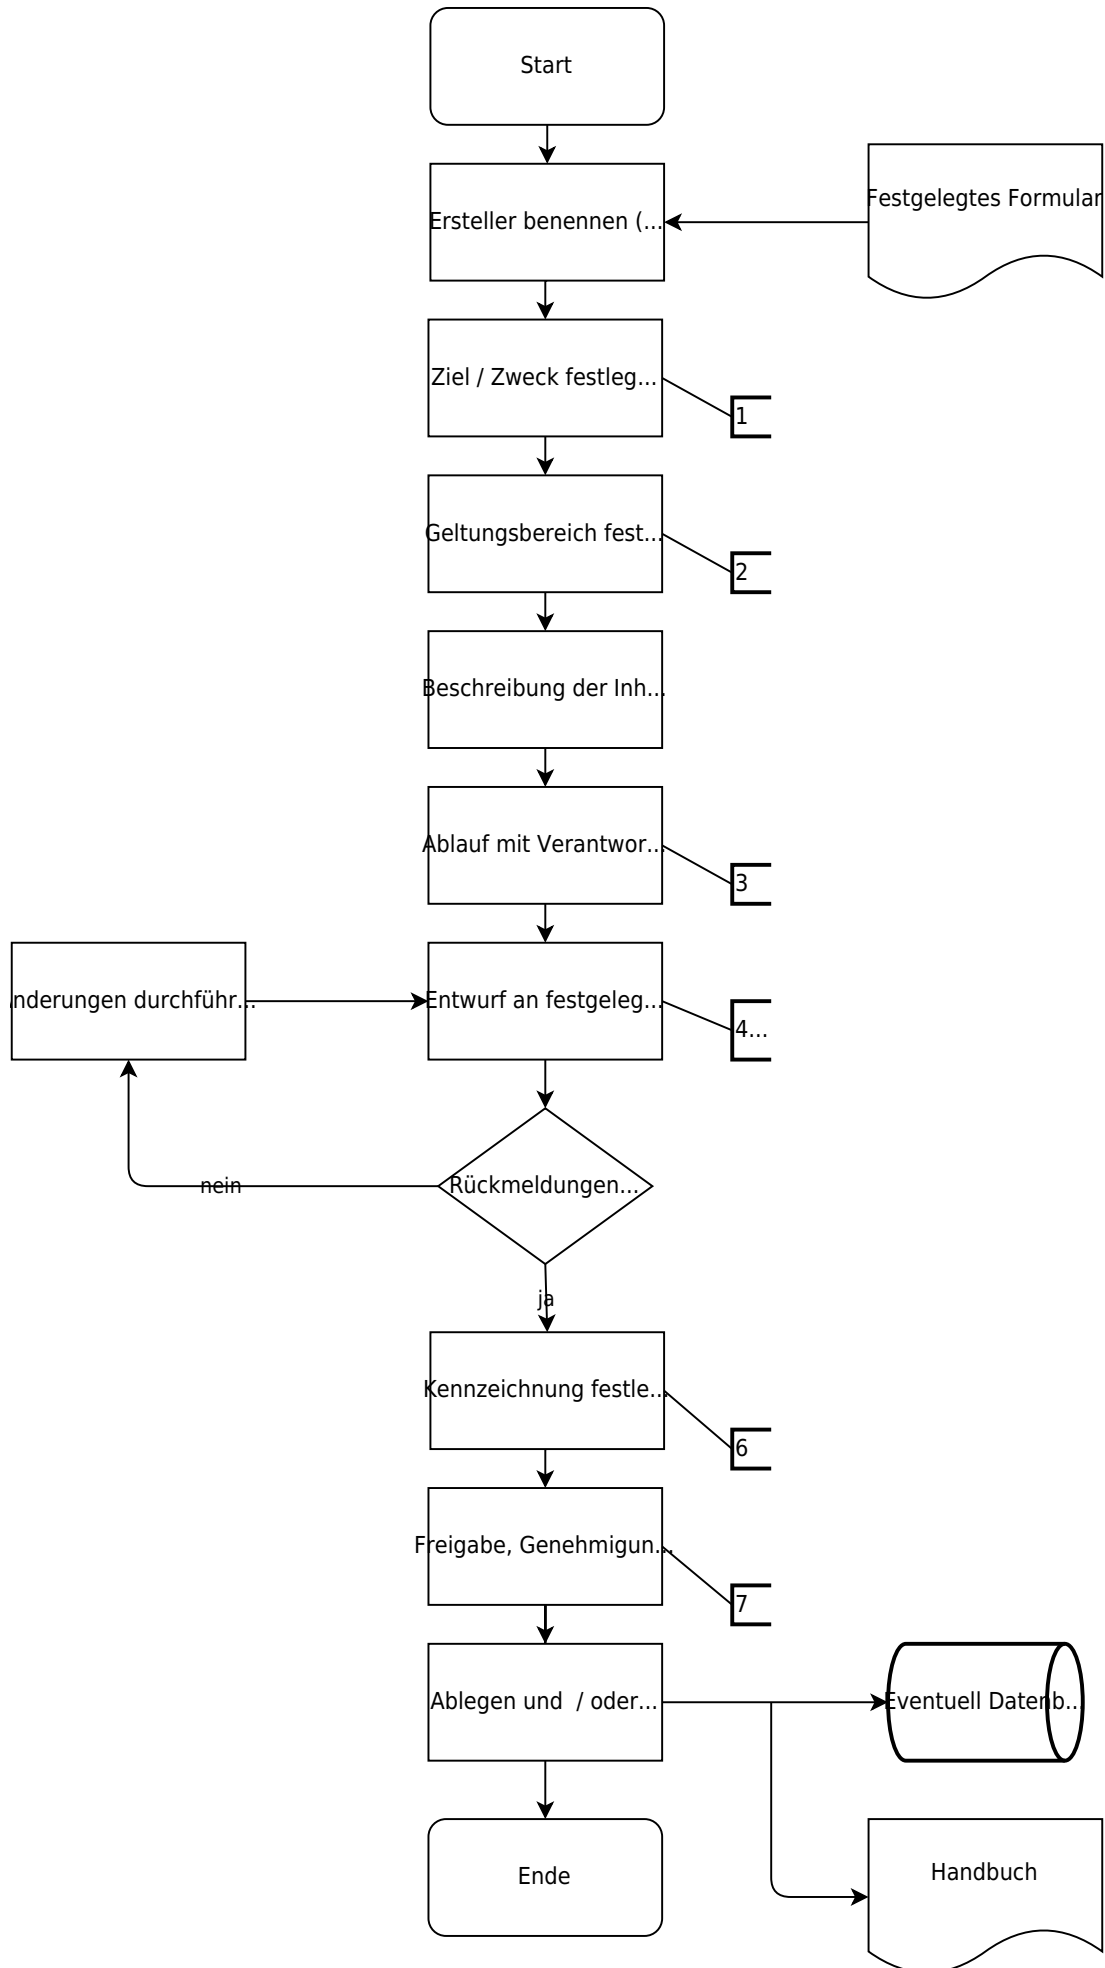 Start
Festgelegtes Formular
Ersteller benennen (...
Ziel / Zweck festleg...
1
Geltungsbereich fest...
2
Beschreibung der Inh...
Ablauf mit Verantwor...
3
nderungen durchführ...
Entwurf an festgeleg...
4...
Rückmeldungen...
nein
ja
Kennzeichnung festle...
6
Freigabe, Genehmigun...
7
Ablegen und  / oder...
Eventuell Datenb...
Handbuch
Ende